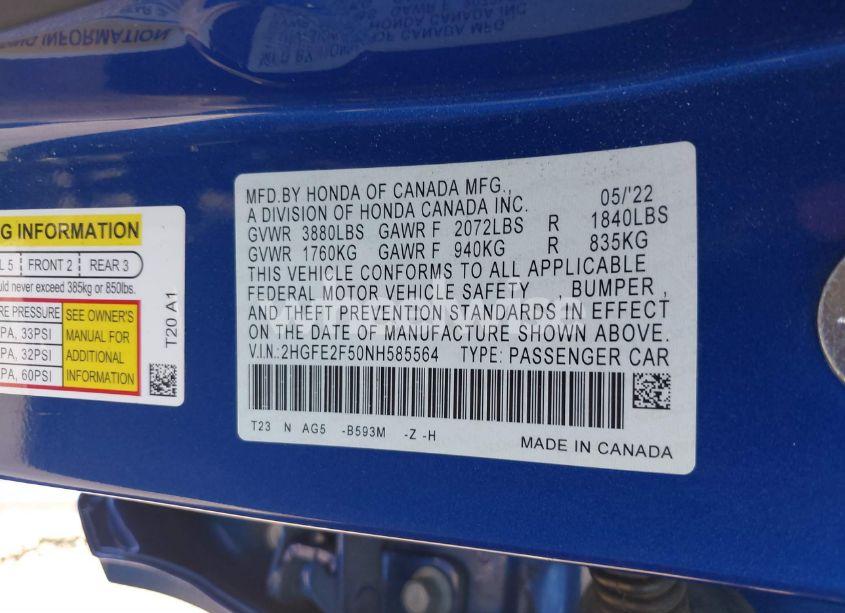 G INFORMATION
L 5 FRONT 2 REAR 3
ould never exceed 385kg or 850lbs.
RE PRESSURE
PA, 33PSI
PA, 32PSI
PA, 60PSI
SEE OWNER'S
MANUAL FOR
ADDITIONAL
INFORMATION
T20 A1
MFD.BY HONDA OF CANADA MFG., 05/'22
A DIVISION OF HONDA CANADA INC.
GVWR 3880LBS GAWR F 2072LBS R 1840LBS
GVWR 1760KG GAWR F 940KG R 835KG
THIS VEHICLE CONFORMS TO ALL APPLICABLE
FEDERAL MOTOR VEHICLE SAFETY BUMPER ,
AND THEFT PREVENTION STANDARDS IN EFFECT
ON THE DATE OF MANUFACTURE SHOWN ABOVE.
V.I.N.:2HGFE2F50NH585564 TYPE: PASSENGER CAR
T23 N AG5 -B593M -Z -H
MADE IN CANADA